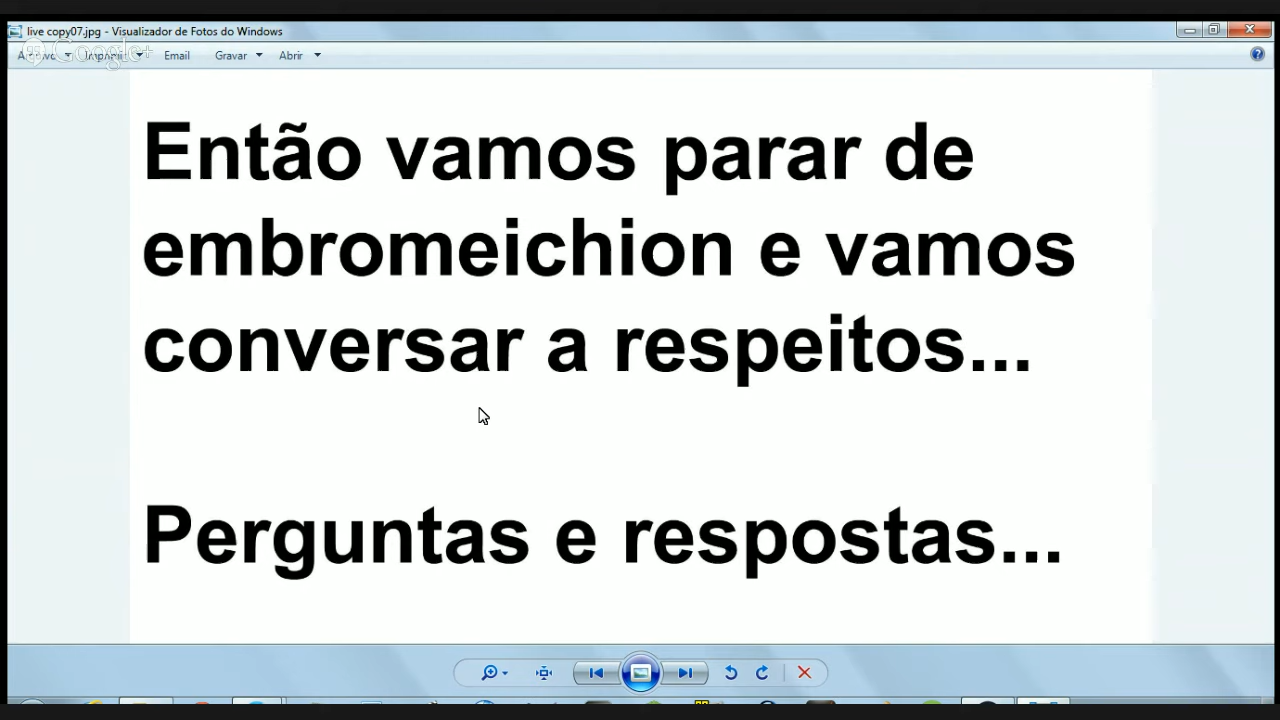 live copy07.jpg - Visualizador de Fotos do Windows
Google+
Email Gravar Abrir
Então vamos parar de
embromeichion e vamos
conversar a respeitos...
Perguntas e respostas...